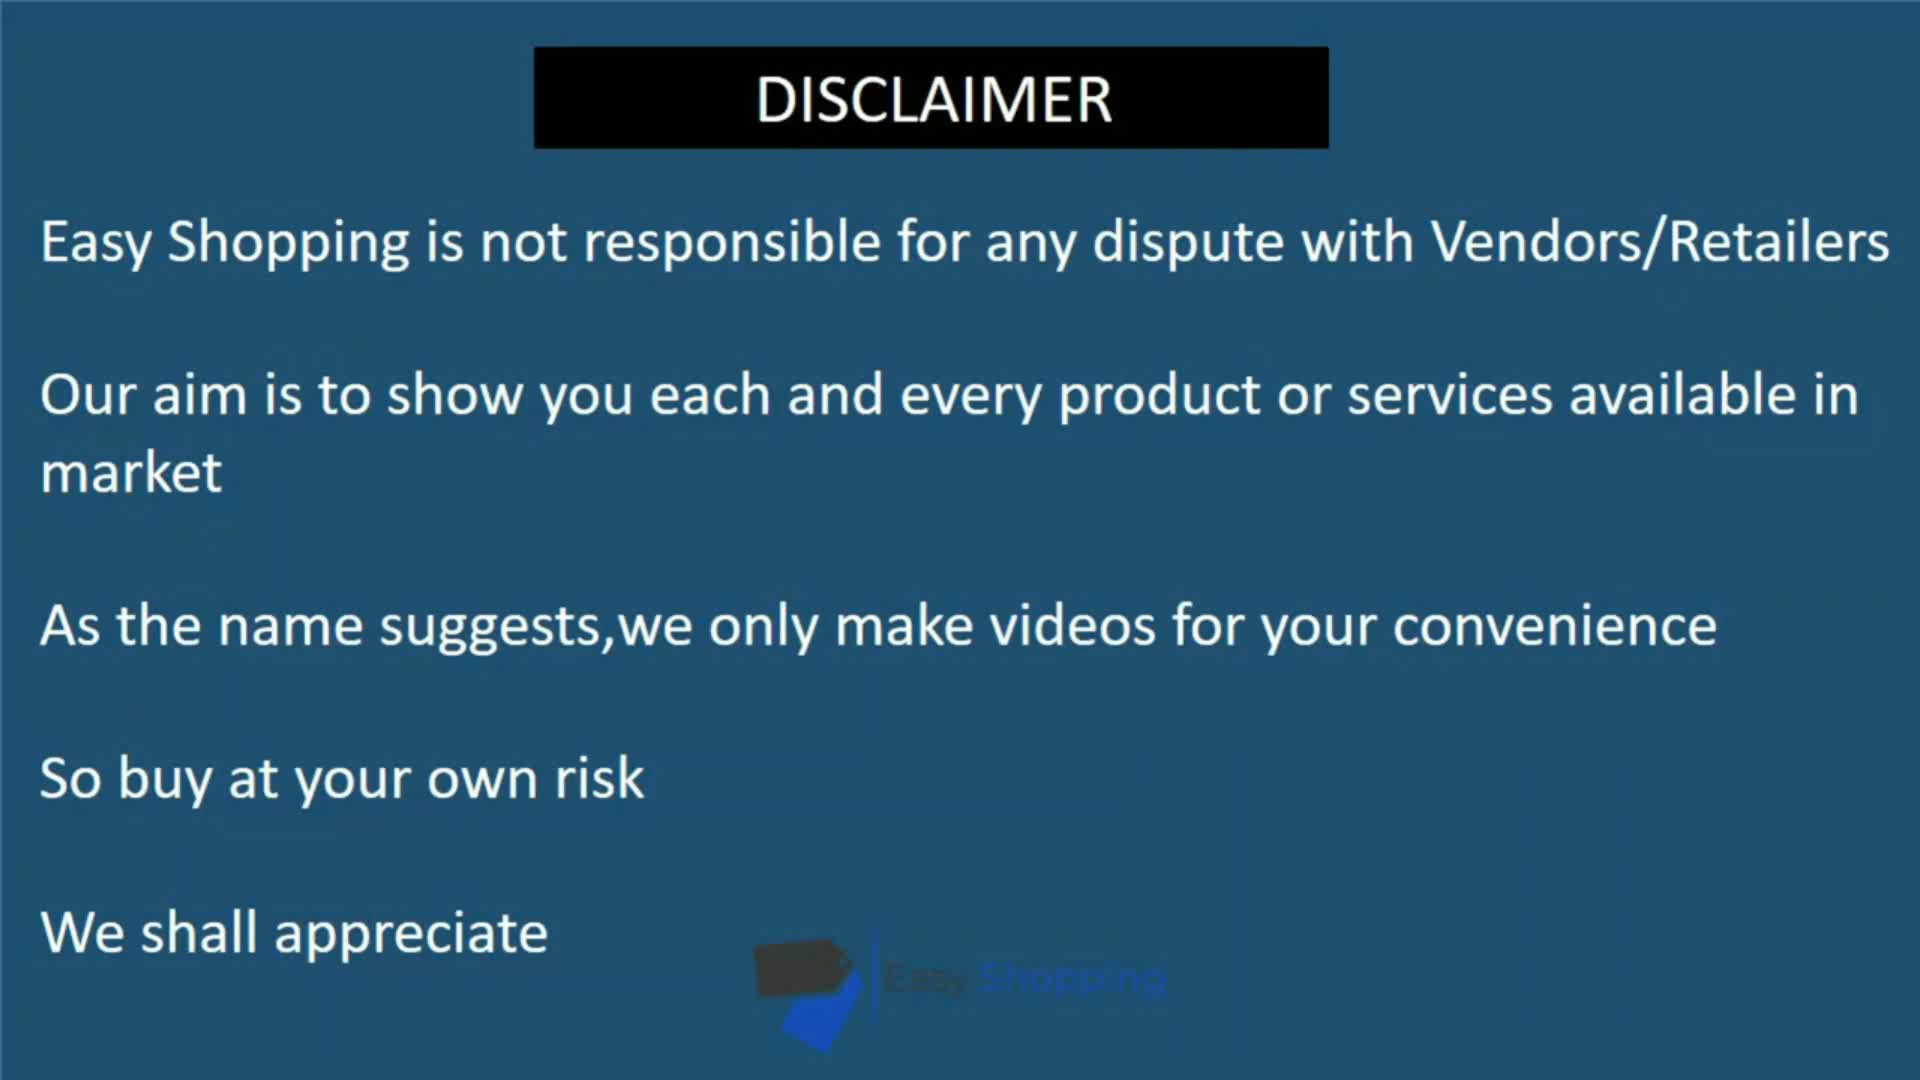 DISCLAIMER
Easy Shopping is not responsible for any dispute with Vendors/Retailers
Our aim is to show you each and every product or services available in
market
As the name suggests,we only make videos for your convenience
So buy at your own risk
We shall appreciate
Easy Shopping